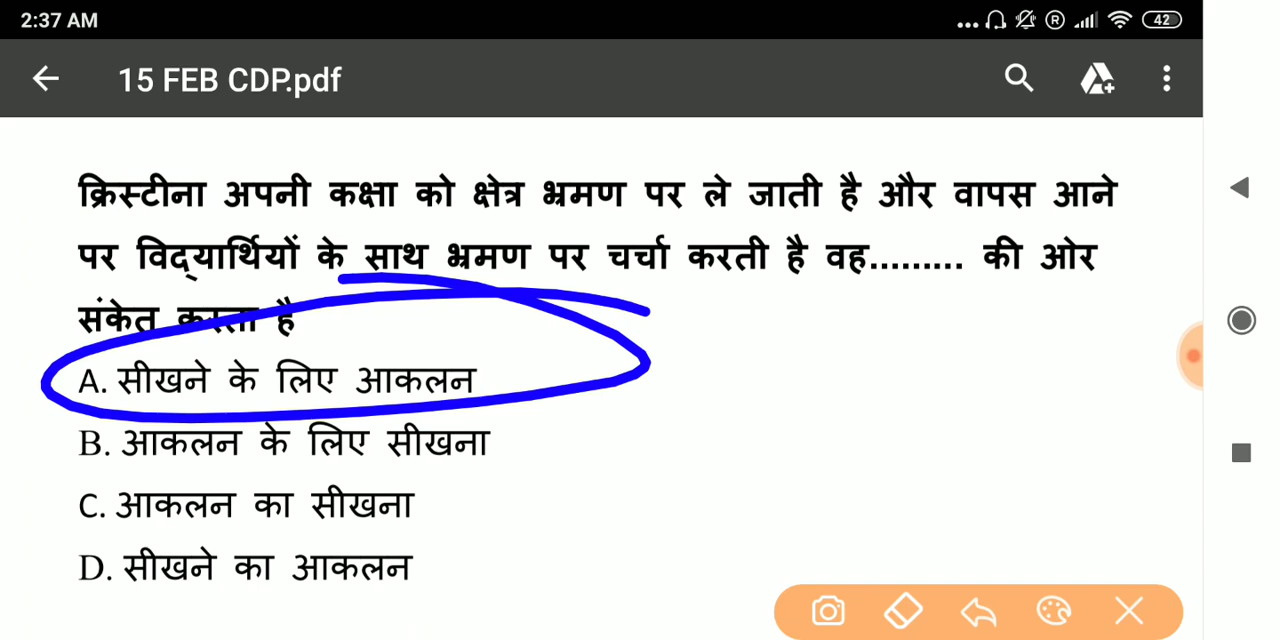 2:37 AM
42
15 FEB CDP.pdf
क्रिस्टीना अपनी कक्षा को क्षेत्र भ्रमण पर ले जाती है और वापस आने
पर विद्यार्थियों के साथ भ्रमण पर चर्चा करती है वह......... की ओर
संकेत करता है
A. सीखने के लिए आकलन
B. आकलन के लिए सीखना
C. आकलन का सीखना
D. सीखने का आकलन